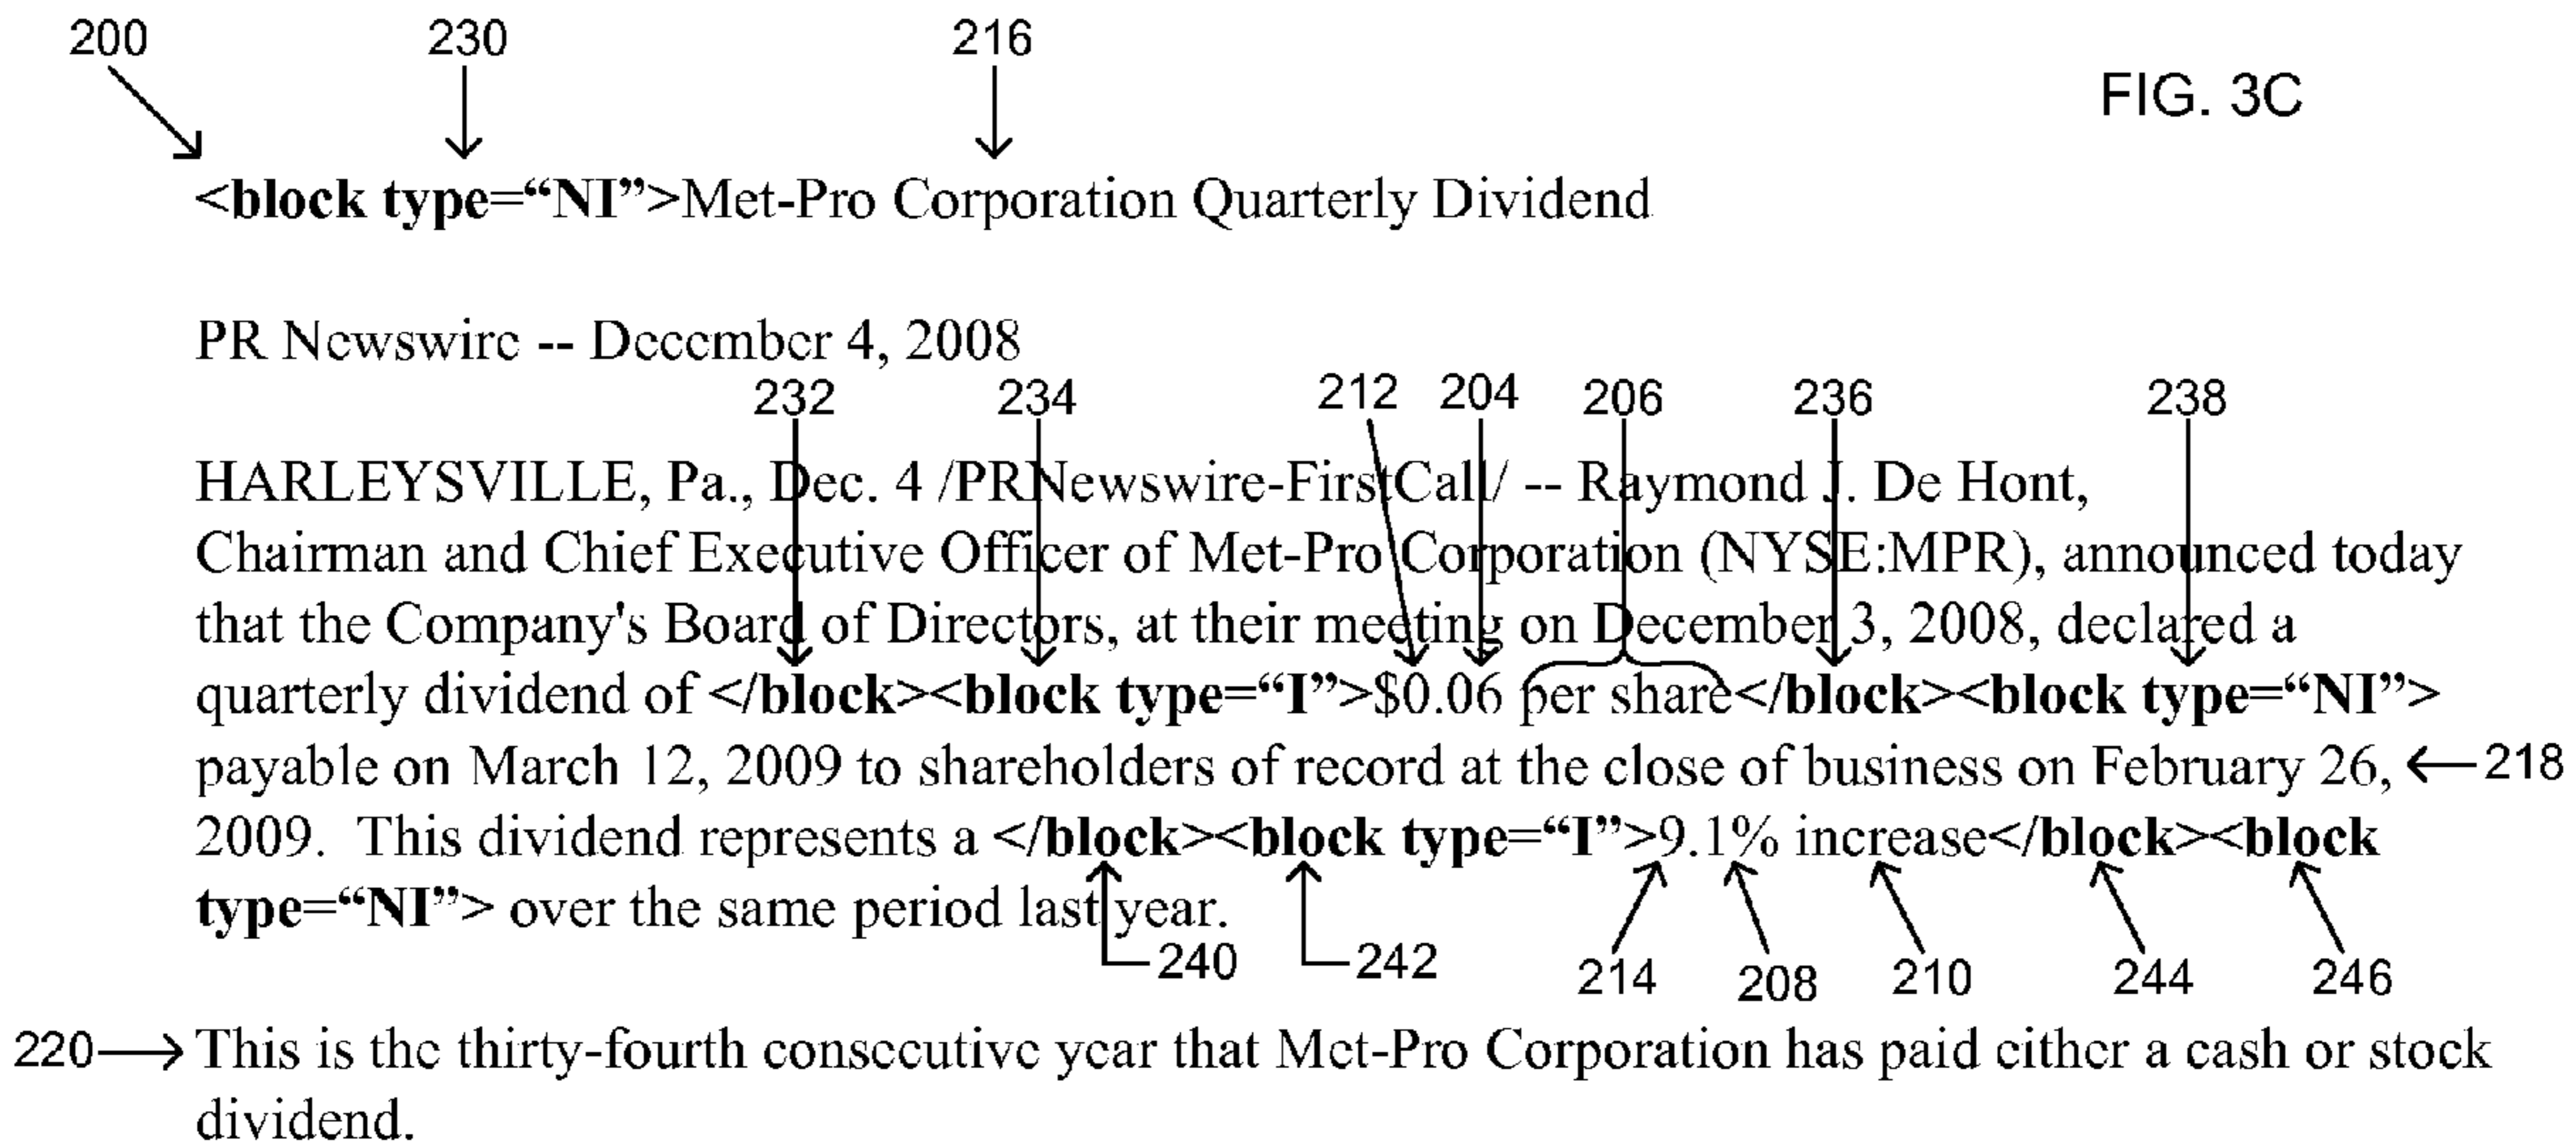 200 230 216
FIG. 3C
<block type=“NI”>Met-Pro Corporation Quarterly Dividend
PR Newswire -- December 4, 2008
232 234 212 204 206 236 238
HARLEYSVILLE, Pa., Dec. 4 /PRNewswire-FirstCall/ -- Raymond J. De Hont,
Chairman and Chief Executive Officer of Met-Pro Corporation (NYSE:MPR), announced today
that the Company's Board of Directors, at their meeting on December 3, 2008, declared a
quarterly dividend of </block><block type=“I”>$0.06 per share</block><block type=“NI”>
payable on March 12, 2009 to shareholders of record at the close of business on February 26, 218
2009.  This dividend represents a </block><block type=“I”>9.1% increase</block><block
type=“NI”> over the same period last year.
240 242 214 208 210 244 246
220 This is the thirty-fourth consecutive year that Met-Pro Corporation has paid either a cash or stock
dividend.